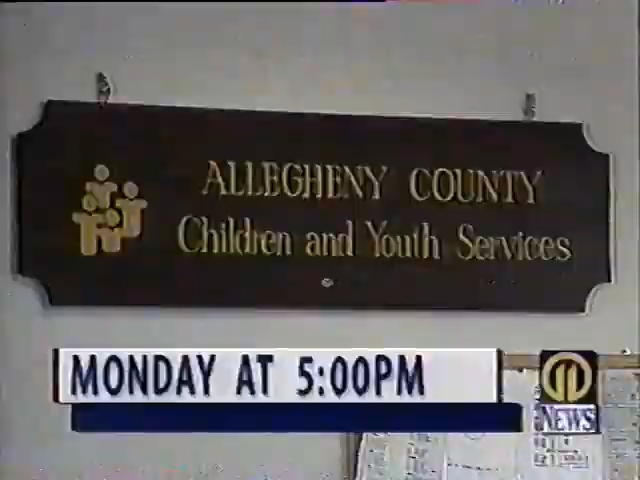 ALLEGHENY COUNTY
Children and Youth Services
MONDAY AT 5:00PM
11
NEWS